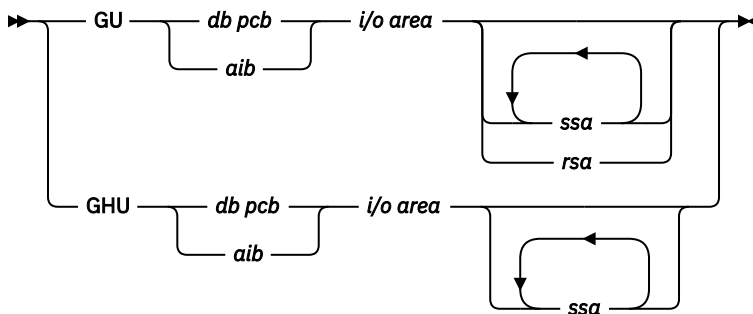 GU db pcb i/o area
aib
ssa
rsa
GHU db pcb i/o area
aib
ssa